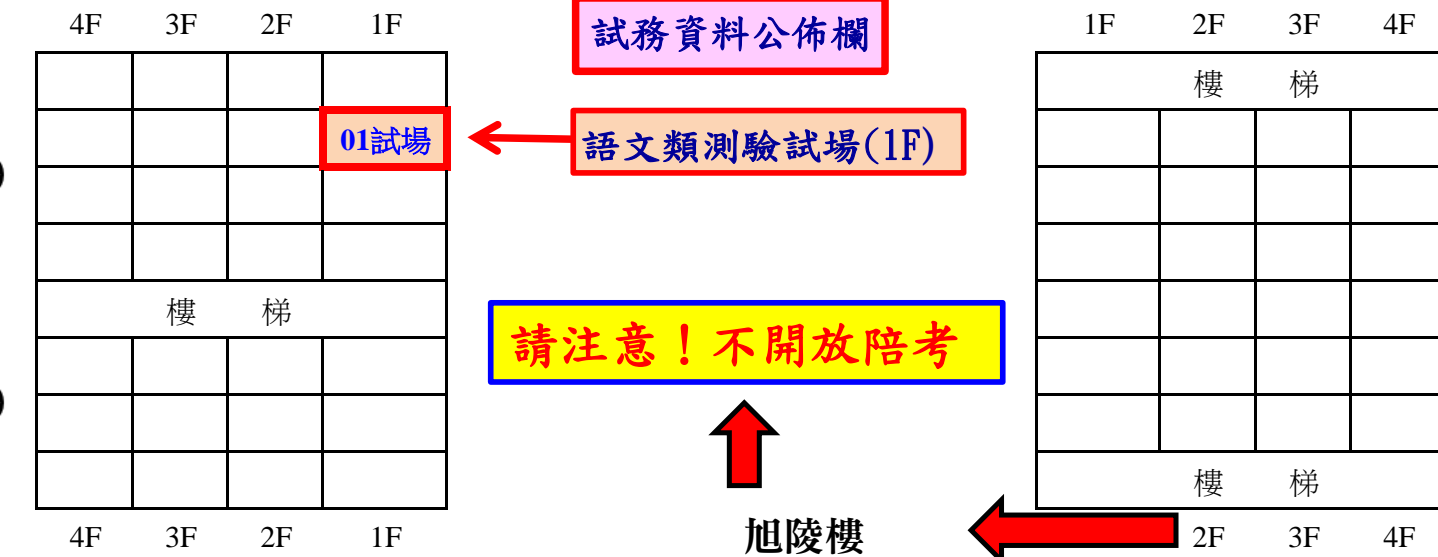 4F 3F 2F 1F
試務資料公佈欄
1F 2F 3F 4F
樓 梯
01試場
語文類測驗試場(1F)
樓 梯
請注意！不開放陪考
樓 梯
旭陵樓
4F 3F 2F 1F
2F 3F 4F